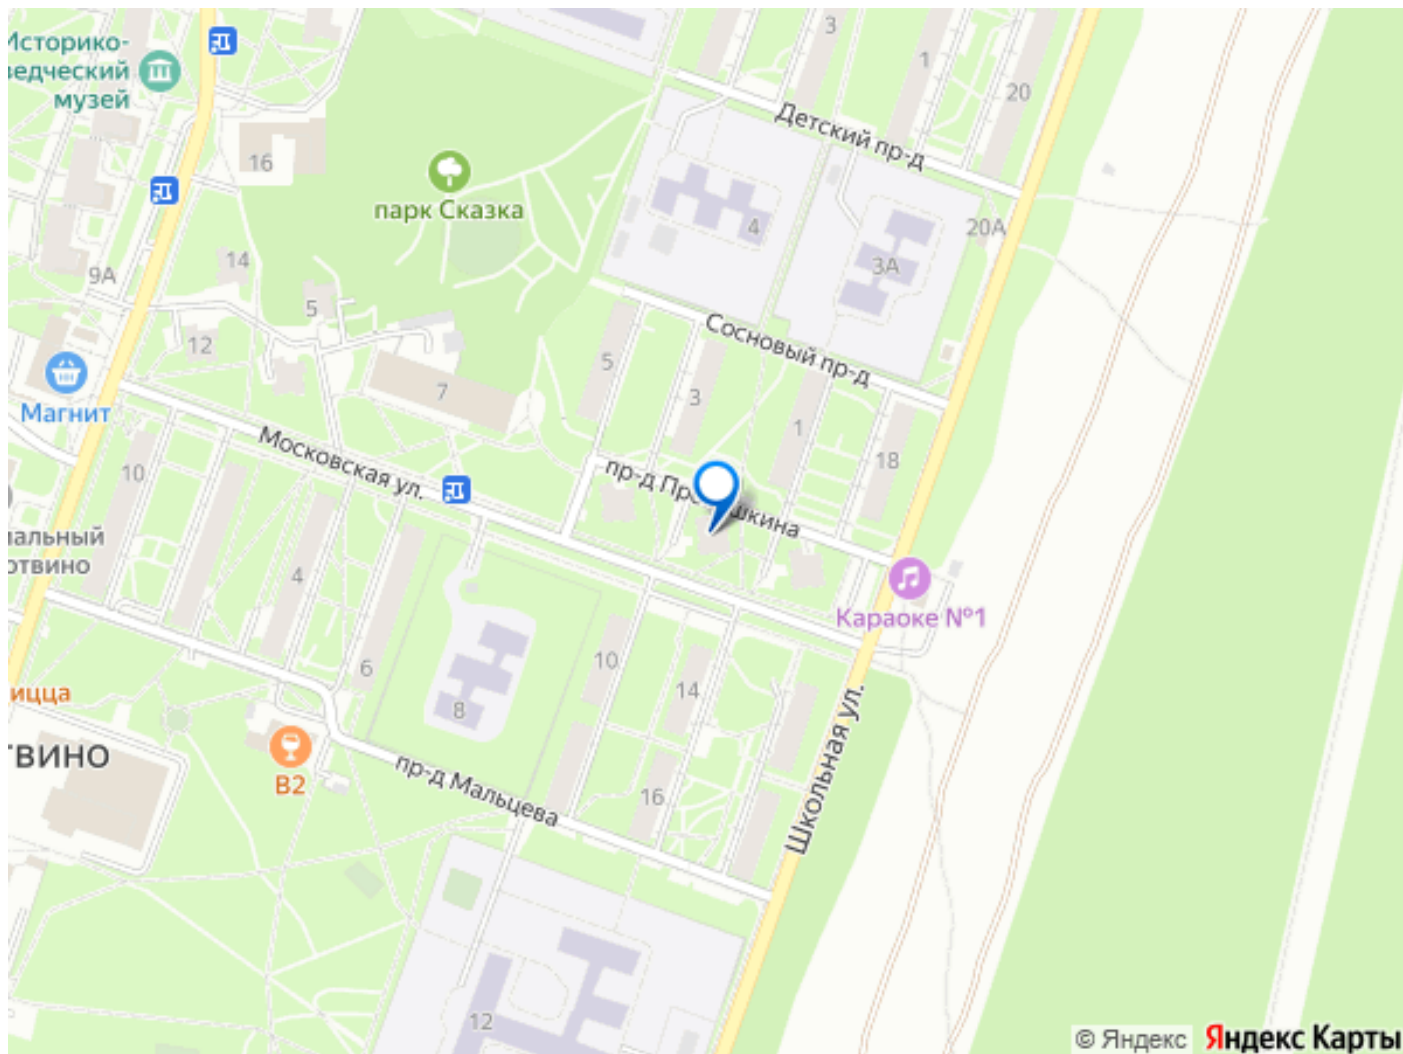 Историко-
ведческий
музей
3
1
20
Детский пр-д
16
парк Сказка
4
20А
3А
14
9А
5
12
Сосновый пр-д
5
7
3
Магнит
1
18
Московская ул.
10
пр-д Про
шкина
иальный
отвино
4
Караоке №1
6
10
14
8
ицца
В2
ТВИНО
пр-д Мальцева
16
Школьная ул.
12
© Яндекс Яндекс Карты